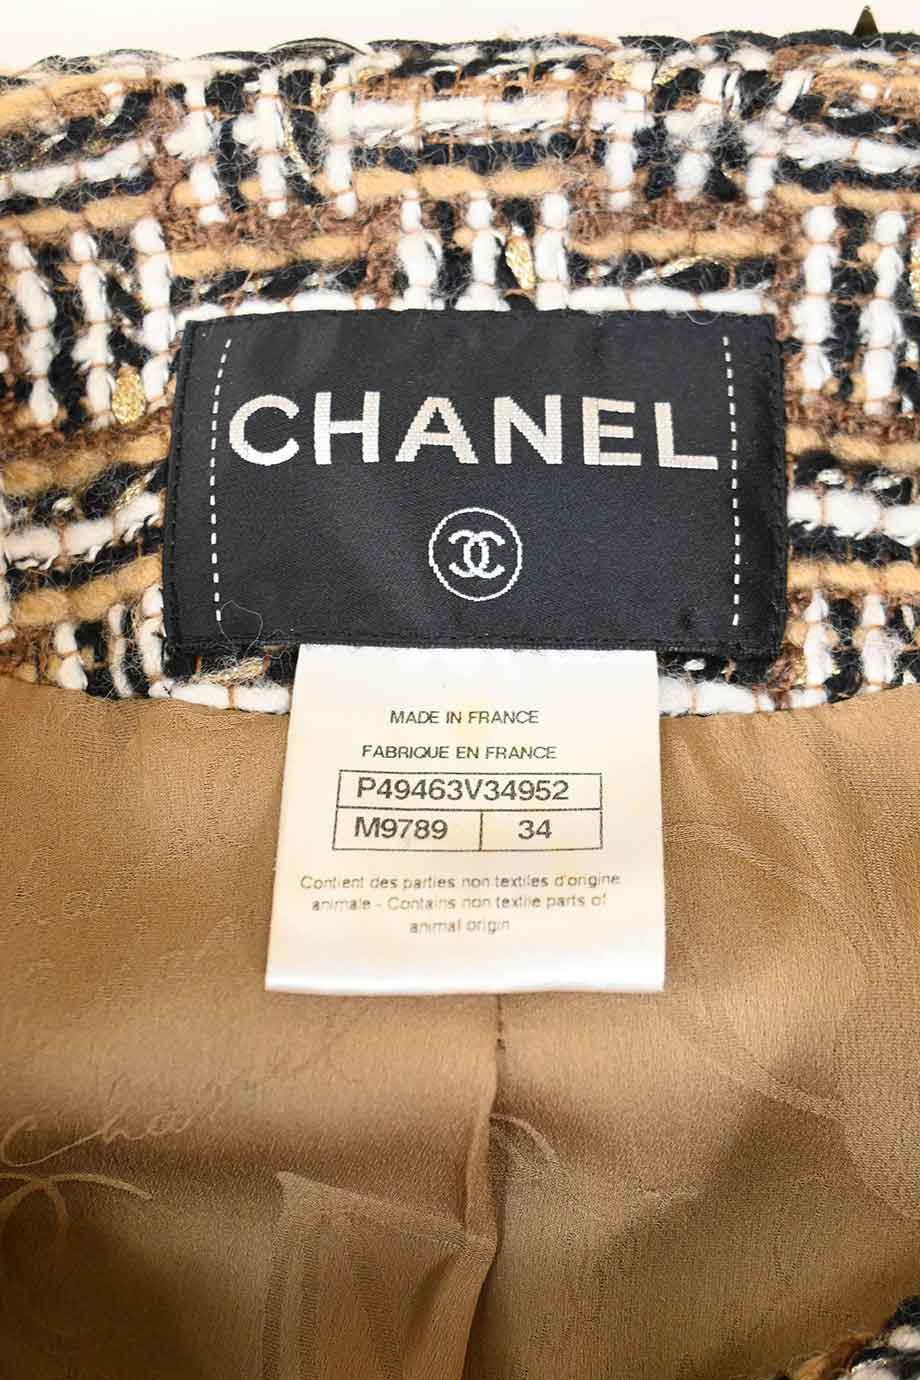 CHANEL
MADE IN FRANCE
FABRIQUE EN FRANCE
P49463V34952
M9789 34
Contient des parties non textiles d'origine
animale - Contains non textile parts of
animal origin